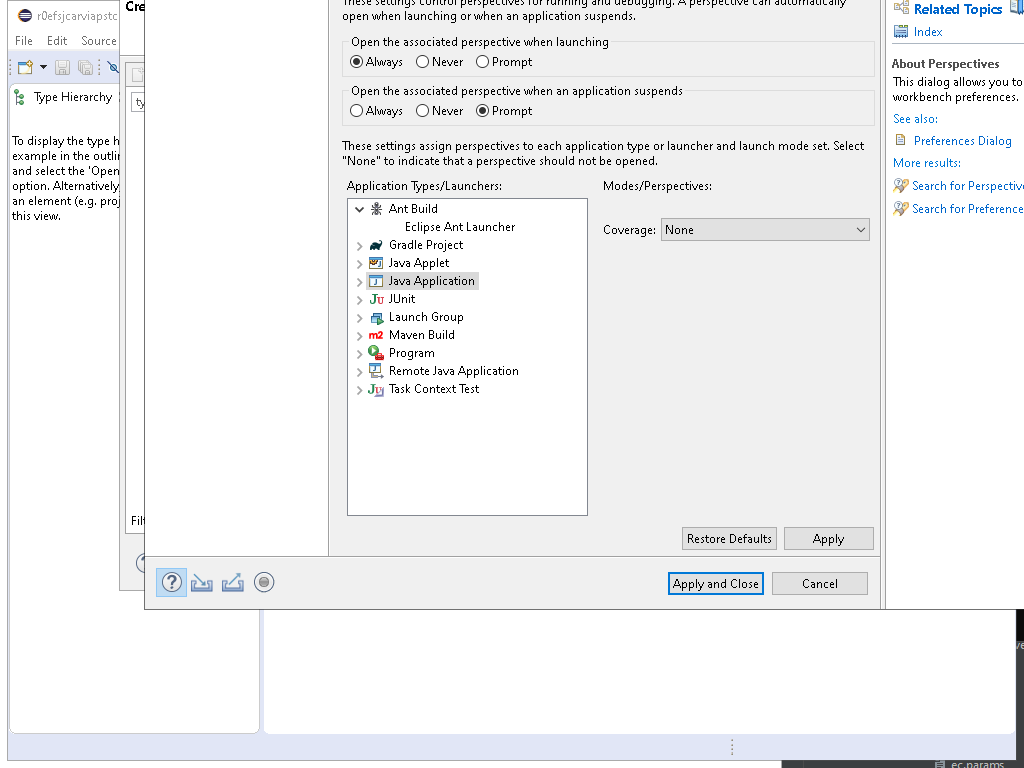 r0efsjcarviapstc
File Edit Source
Type Hierarchy
To display the type h
example in the outlin
and select the 'Open
option. Alternatively
an element (e.g. proj
this view.
Cre
ty
Filt
These settings control perspectives for running and debugging. A perspective can automatically
open when launching or when an application suspends.
Open the associated perspective when launching
Always Never Prompt
Open the associated perspective when an application suspends
Always Never Prompt
These settings assign perspectives to each application type or launcher and launch mode set. Select
"None" to indicate that a perspective should not be opened.
Application Types/Launchers:
Ant Build
Eclipse Ant Launcher
Gradle Project
Java Applet
Java Application
JUnit
Launch Group
Maven Build
Program
Remote Java Application
Task Context Test
Modes/Perspectives:
Coverage: None
Restore Defaults Apply
Apply and Close Cancel
Related Topics
Index
About Perspectives
This dialog allows you to
workbench preferences.
See also:
Preferences Dialog
More results:
Search for Perspective
Search for Preference
ec.params